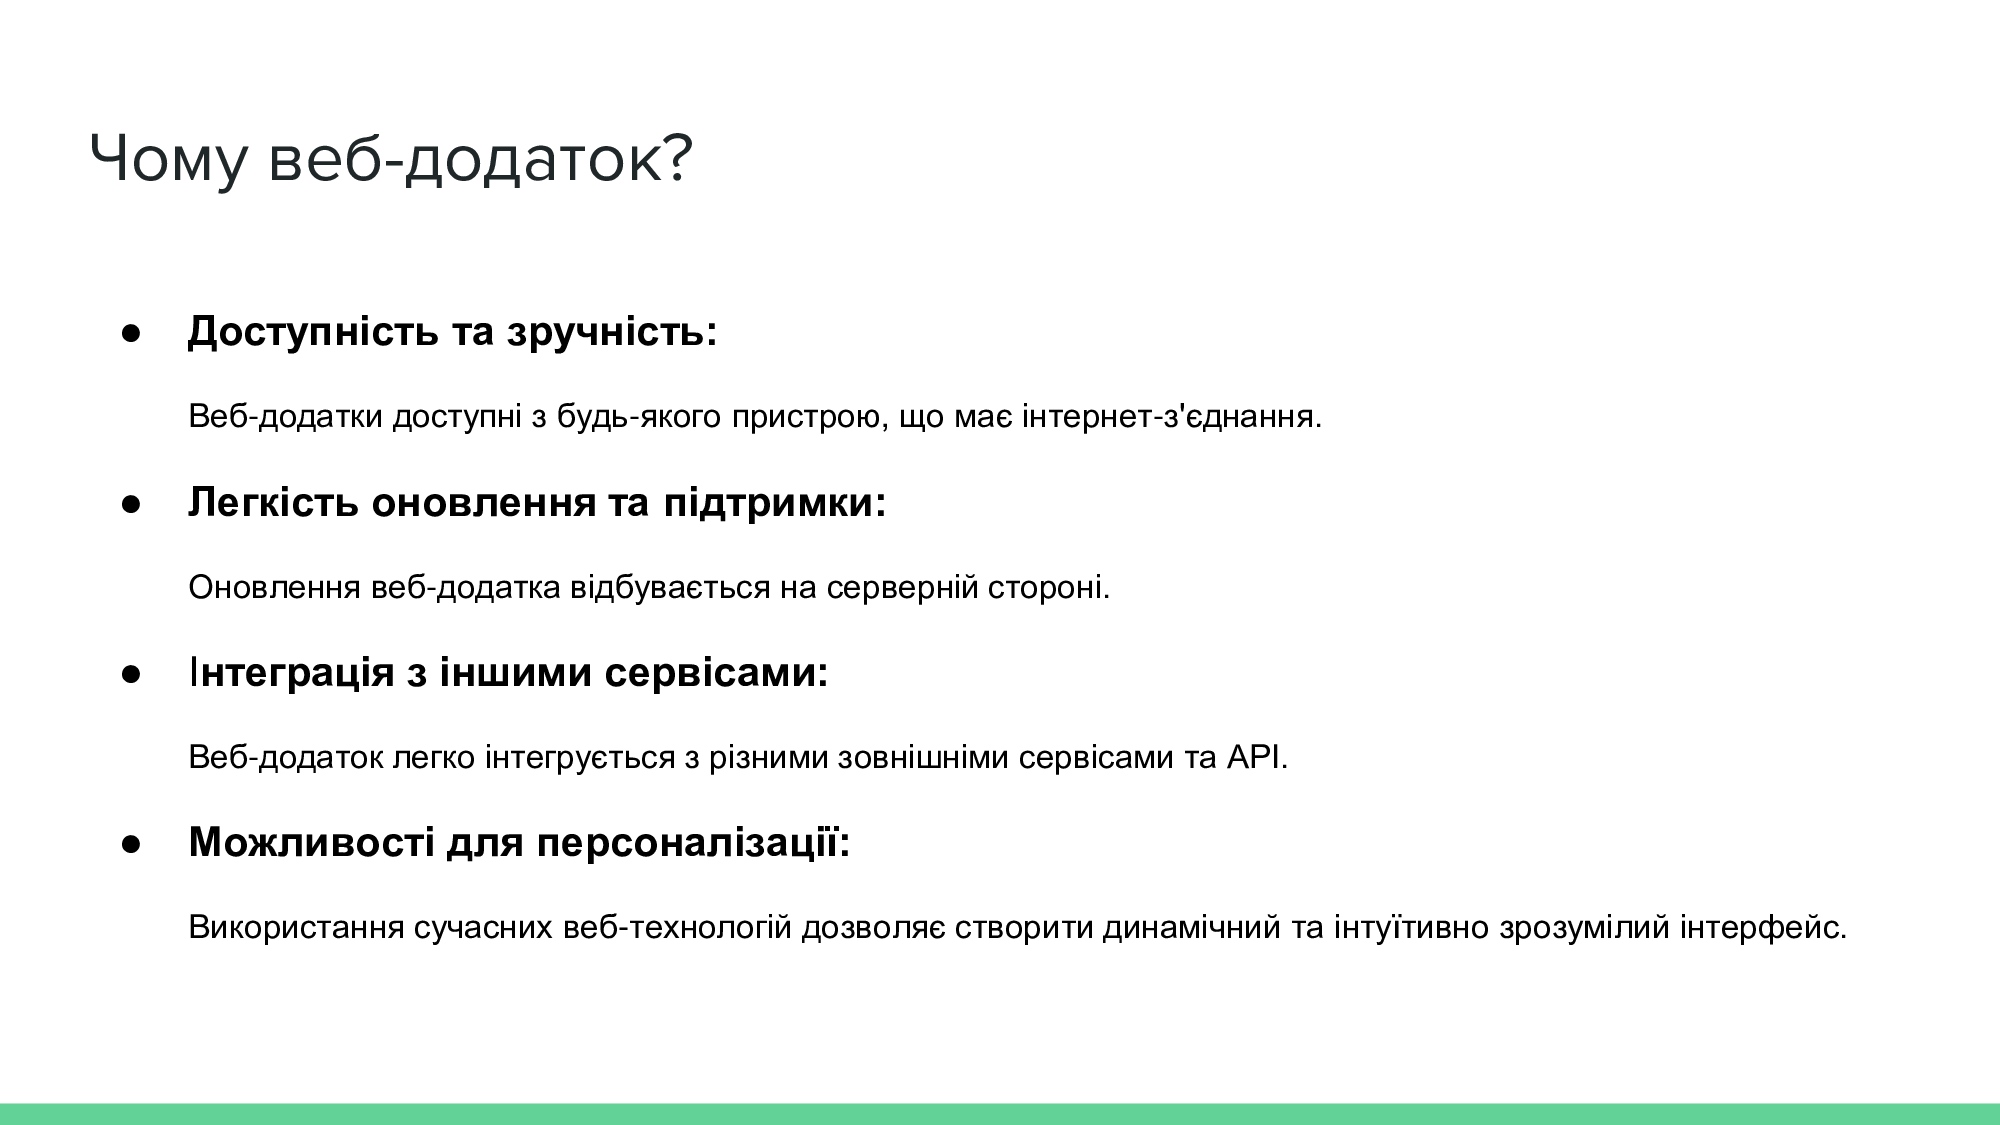 Чому веб-додаток?
● Доступність та зручність:
Веб-додатки доступні з будь-якого пристрою, що має інтернет-з'єднання.
● Легкість оновлення та підтримки:
Оновлення веб-додатка відбувається на серверній стороні.
● Інтеграція з іншими сервісами:
Веб-додаток легко інтегрується з різними зовнішніми сервісами та API.
● Можливості для персоналізації:
Використання сучасних веб-технологій дозволяє створити динамічний та інтуїтивно зрозумілий інтерфейс.